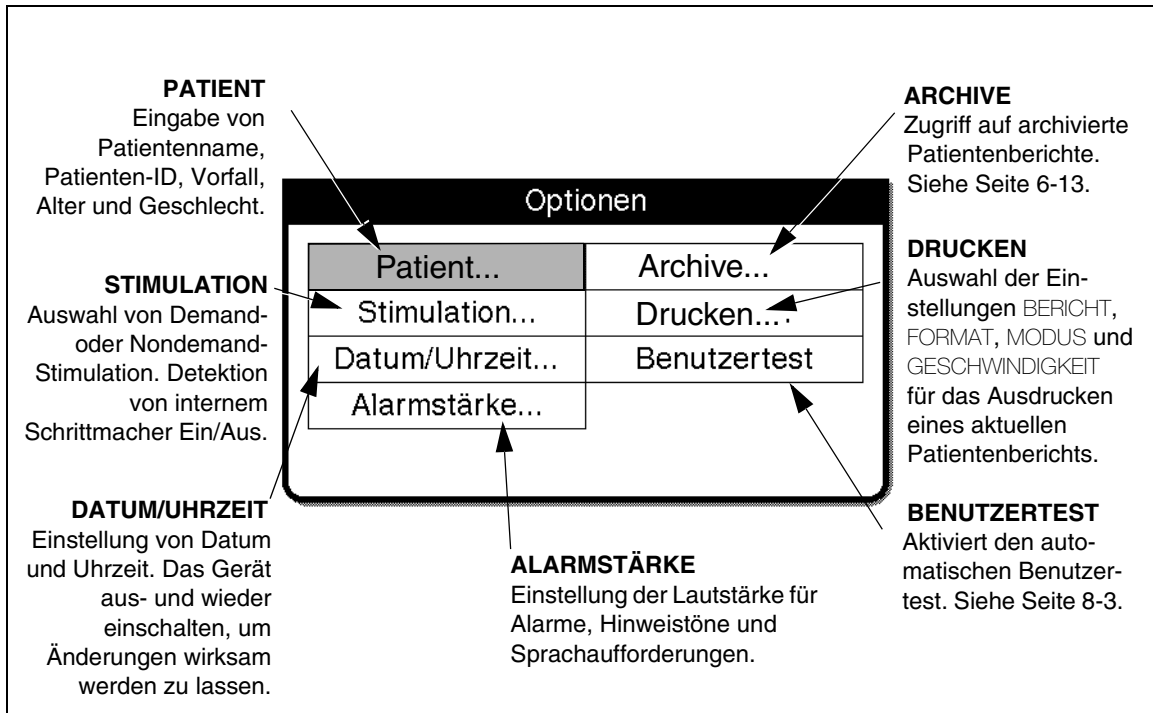 PATIENT
Eingabe von
Patientenname,
Patienten-ID, Vorfall,
Alter und Geschlecht.
STIMULATION
Auswahl von Demand-
oder Nondemand-
Stimulation. Detektion
von internem
Schrittmacher Ein/Aus.
DATUM/UHRZEIT
Einstellung von Datum
und Uhrzeit. Das Gerät
aus- und wieder
einschalten, um
Änderungen wirksam
werden zu lassen.
Optionen
Patient...
Archive...
Stimulation...
Drucken...
Datum/Uhrzeit...
Benutzertest
Alarmstärke...
ALARMSTÄRKE
Einstellung der Lautstärke für
Alarme, Hinweistöne und
Sprachaufforderungen.
ARCHIVE
Zugriff auf archivierte
Patientenberichte.
Siehe Seite 6-13.
DRUCKEN
Auswahl der Ein-
stellungen BERICHT,
FORMAT, MODUS und
GESCHWINDIGKEIT
für das Ausdrucken
eines aktuellen
Patientenberichts.
BENUTZERTEST
Aktiviert den auto-
matischen Benutzer-
test. Siehe Seite 8-3.